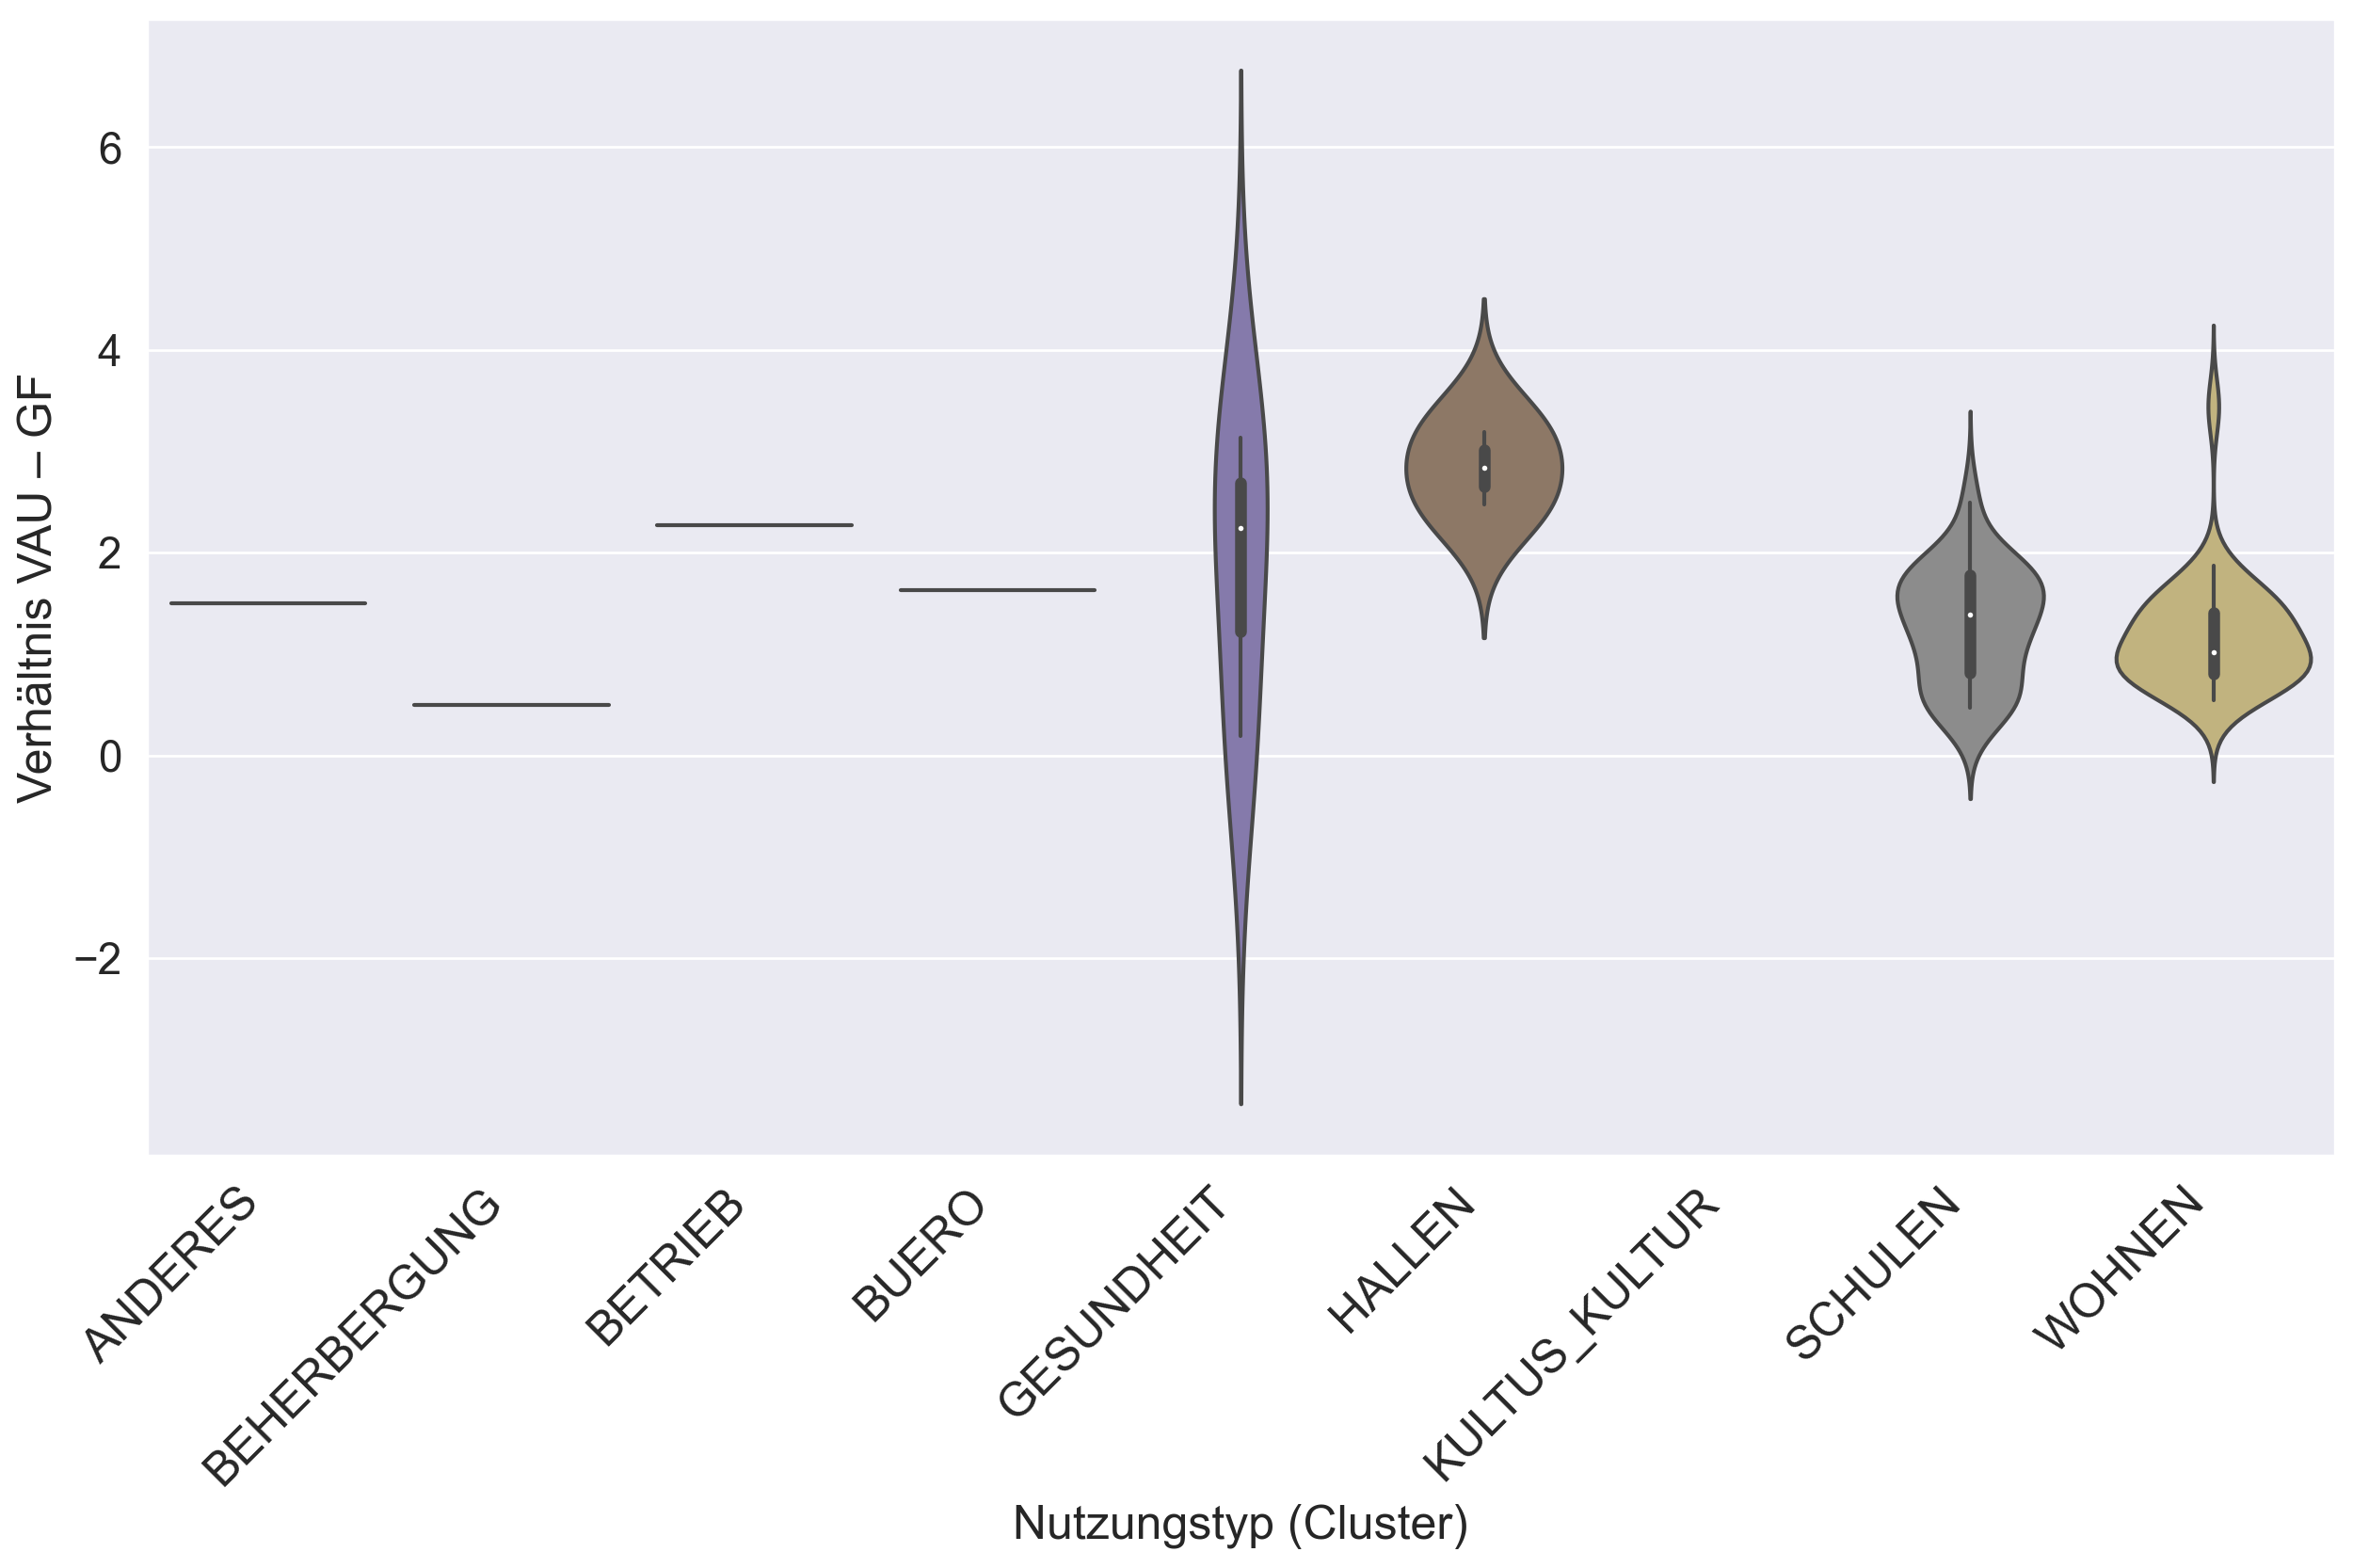 Verhältnis VAU – GF
6
4
2
0
−2
ANDERES
BEHERBERGUNG
BETRIEB
BUERO
GESUNDHEIT
HALLEN
KULTUS_KULTUR
SCHULEN
WOHNEN
Nutzungstyp (Cluster)